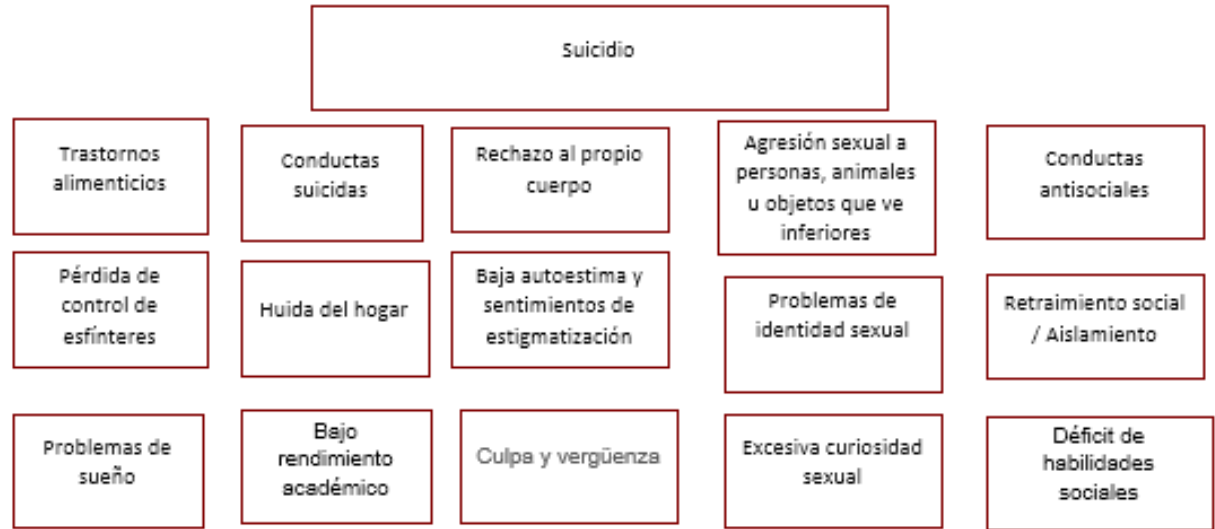 Suicidio
Trastornos
alimenticios
Conductas
suicidas
Rechazo al propio
cuerpo
Agresión sexual a
personas, animales
u objetos que ve
inferiores
Conductas
antisociales
Pérdida de
control de
esfínteres
Huida del hogar
Baja autoestima y
sentimientos de
estigmatización
Problemas de
identidad sexual
Retraimiento social
/ Aislamiento
Problemas de
sueño
Bajo
rendimiento
académico
Culpa y vergüenza
Excesiva curiosidad
sexual
Déficit de
habilidades
sociales